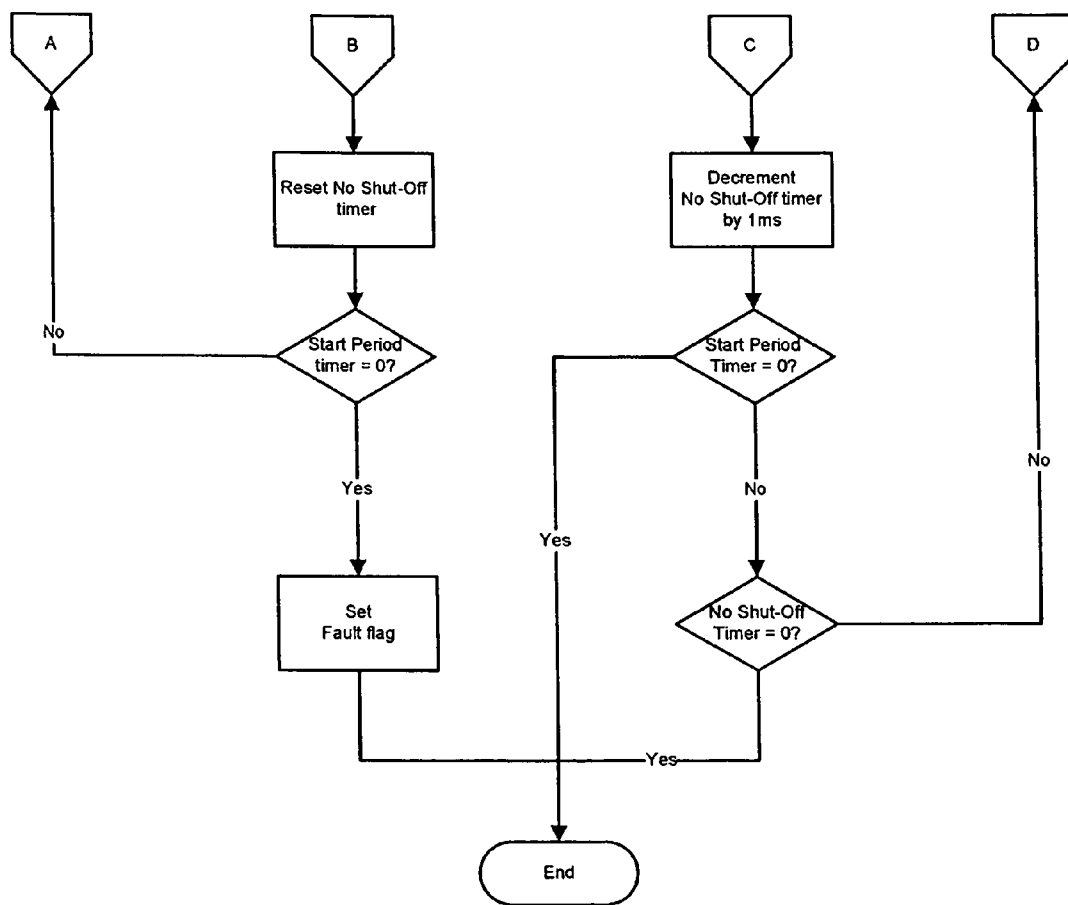 A
B
C
D
Reset No Shut-Off
timer
Decrement
No Shut-Off timer
by 1ms
No
Start Period
timer = 0?
Start Period
Timer = 0?
No
Yes
No
Yes
Set
Fault flag
No Shut-Off
Timer = 0?
Yes
End